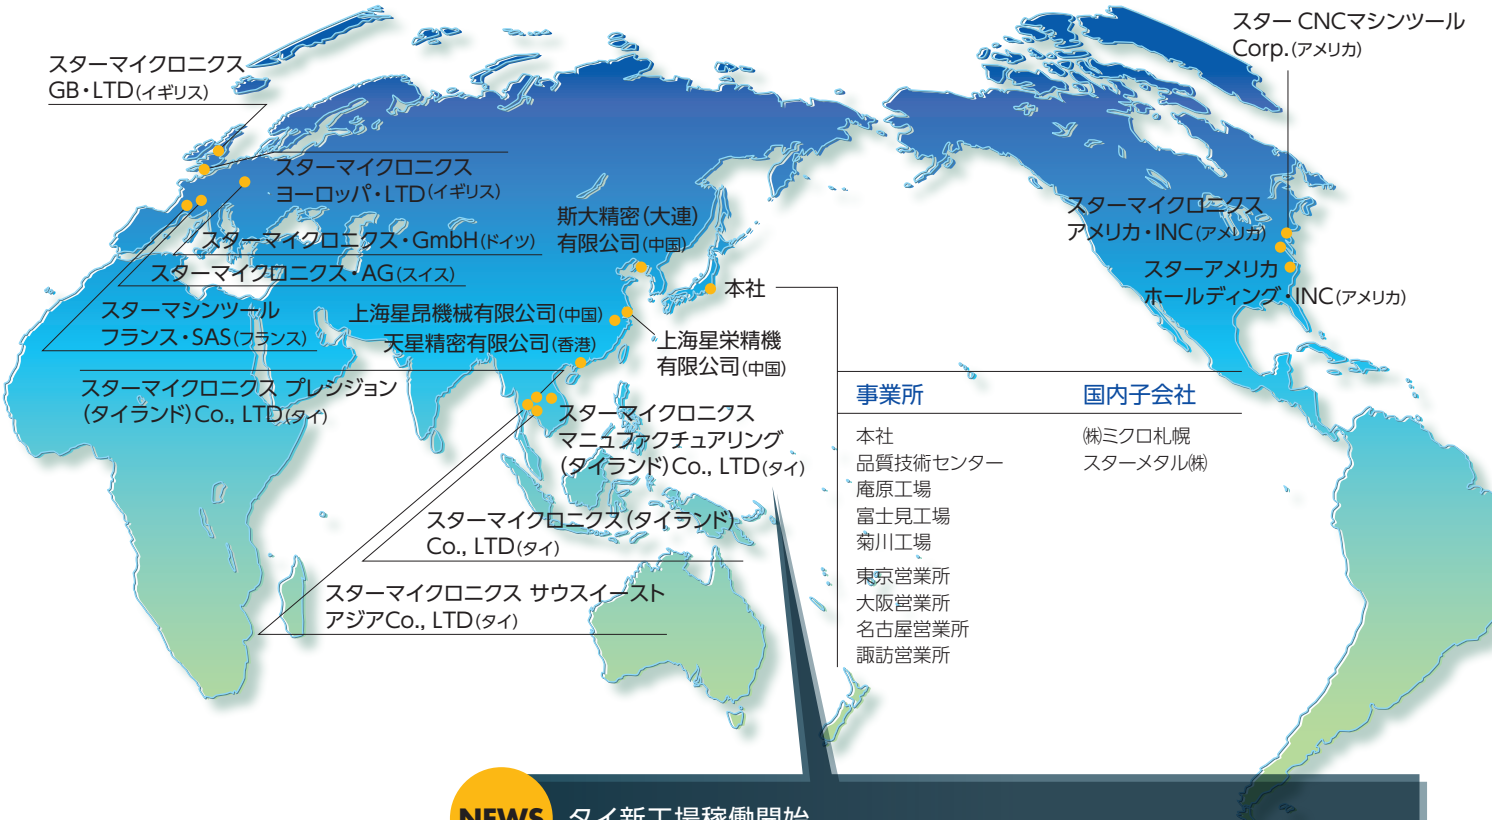 スター CNCマシンツール
Corp.(アメリカ)
スターマイクロニクス
GB・LTD(イギリス)
スターマイクロニクス
ヨーロッパ・LTD(イギリス)
スターマイクロニクス・GmbH(ドイツ)
スターマイクロニクス・AG(スイス)
スターマシンツール
フランス・SAS(フランス)
斯大精密(大連)
有限公司(中国)
本社
上海星昂機械有限公司(中国)
天星精密有限公司(香港)
上海星栄精機
有限公司(中国)
スターマイクロニクス
アメリカ・INC(アメリカ)
スターアメリカ
ホールディング・INC(アメリカ)
スターマイクロニクス プレシジョン
(タイランド)Co., LTD(タイ)
スターマイクロニクス
マニュファクチュアリング
(タイランド)Co., LTD(タイ)
スターマイクロニクス(タイランド)
Co., LTD(タイ)
スターマイクロニクス サウスイースト
アジアCo., LTD(タイ)
事業所
本社
品質技術センター
庵原工場
富士見工場
菊川工場
東京営業所
大阪営業所
名古屋営業所
諏訪営業所
国内子会社
㈱ミクロ札幌
スターメタル㈱
NEWS タイ新工場稼働開始